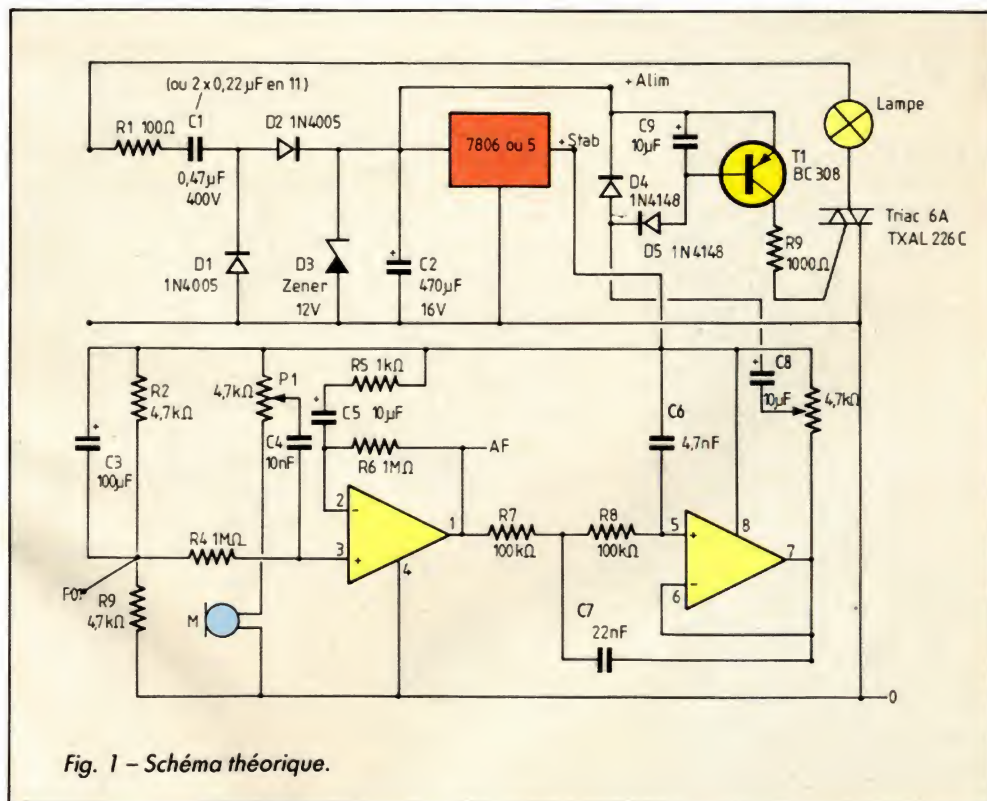 (ou 2 x 0,22 µF en 11)
C1
R1 100Ω
0,47µF
400V
D2 1N4005
D1
1N4005
D3
Zener
12V
C2
470µF
16V
7806 ou 5
+ Alim
+Stab
C9
10µF
D4
1N4148
D5 1N4148
T1
BC 308
R9
1000Ω
Lampe
Triac 6A
TXAL 226 C
C3
100µF
R2
4,7kΩ
4,7kΩ
P1
C4
10nF
R5 1kΩ
C5
10µF
R6 1MΩ
AF
R4 1MΩ
R9
4,7kΩ
M
2
3
1
4
R7
100kΩ
R8
100kΩ
C6
4,7nF
C7
22nF
5
6
8
7
C8
10µF
4,7kΩ
0
Fig. 1 – Schéma théorique.